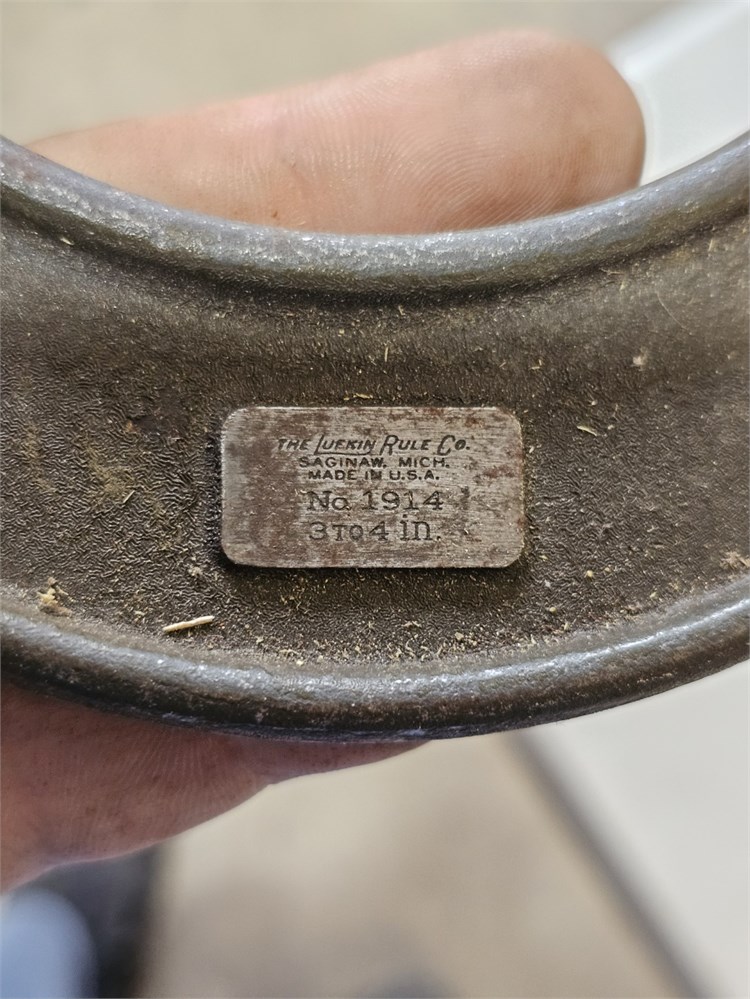 THE LUFKIN RULE CO.
SAGINAW, MICH.
MADE IN U.S.A.
No. 1914
3 TO 4 in.